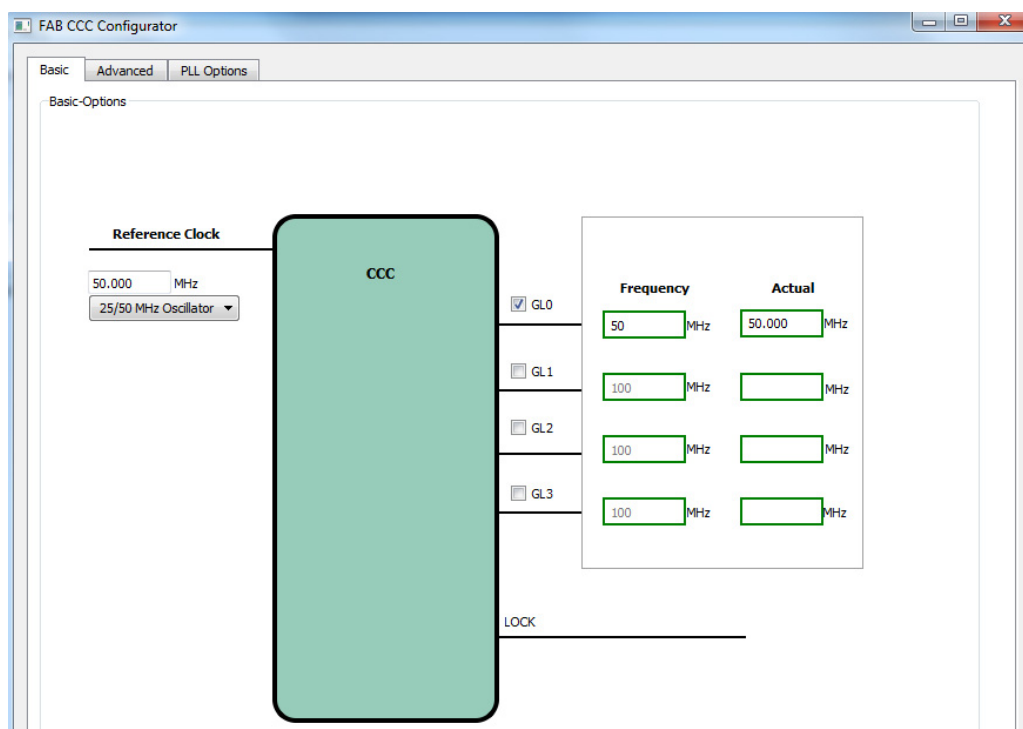 FAB CCC Configurator
Basic Advanced PLL Options
Basic-Options
Reference Clock
50.000 MHz
25/50 MHz Oscillator
CCC
Frequency Actual
GL0
50 MHz 50.000 MHz
GL1
100 MHz MHz
GL2
100 MHz MHz
GL3
100 MHz MHz
LOCK